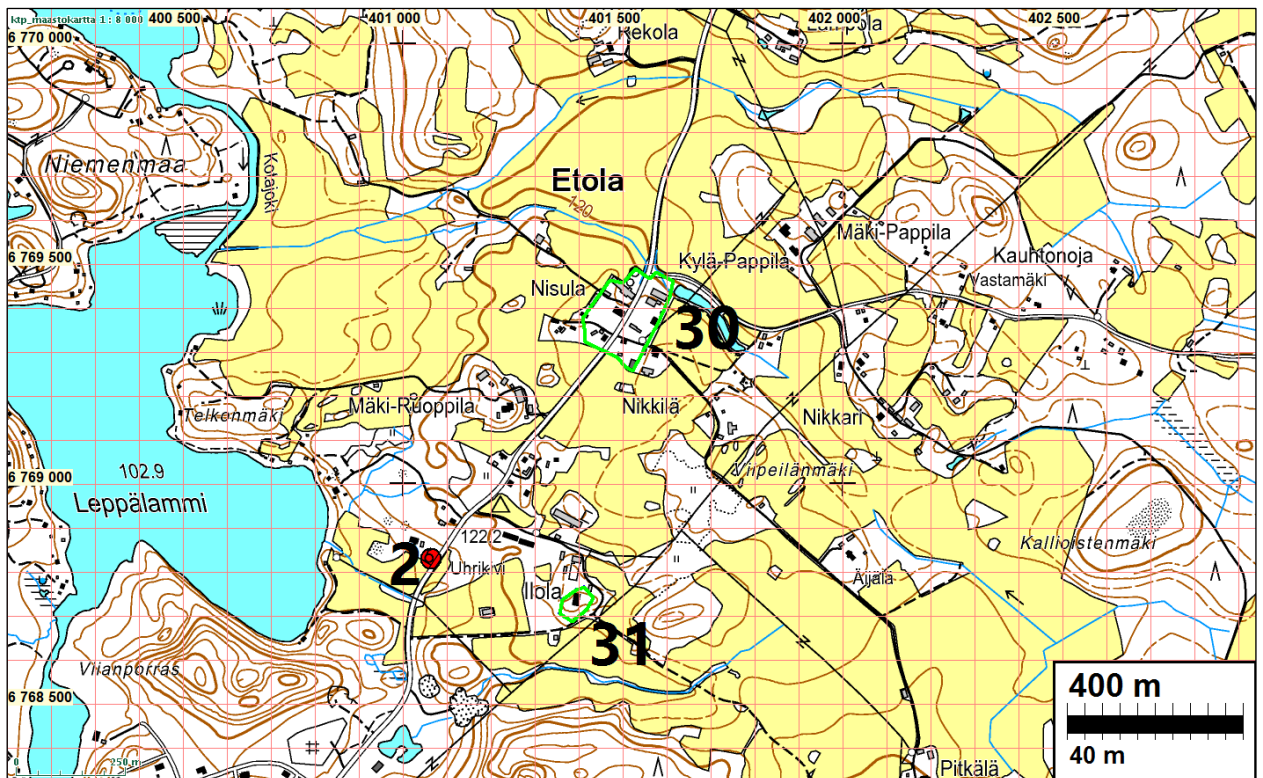 ktp_maastokartta 1 : 8 000
400 500
401 000
401 500
402 000
402 500
6 770 000
Rekola
Niemenmaa
Kotajoki
Etola
120
Mäki-Pappila
6 769 500
Kylä-Pappila
Kauhtonoja
Vastamäki
Nisula
30
Telkenmäki
Mäki-Ruoppila
Nikkilä
Nikkari
102.9
Viipeilänmäki
6 769 000
Leppälammi
122.2
Kallioistenmäki
2
Uhrikivi
Äijälä
Ilola
31
Vilanporras
6 768 500
400 m
40 m
0
250 m
Pitkälä